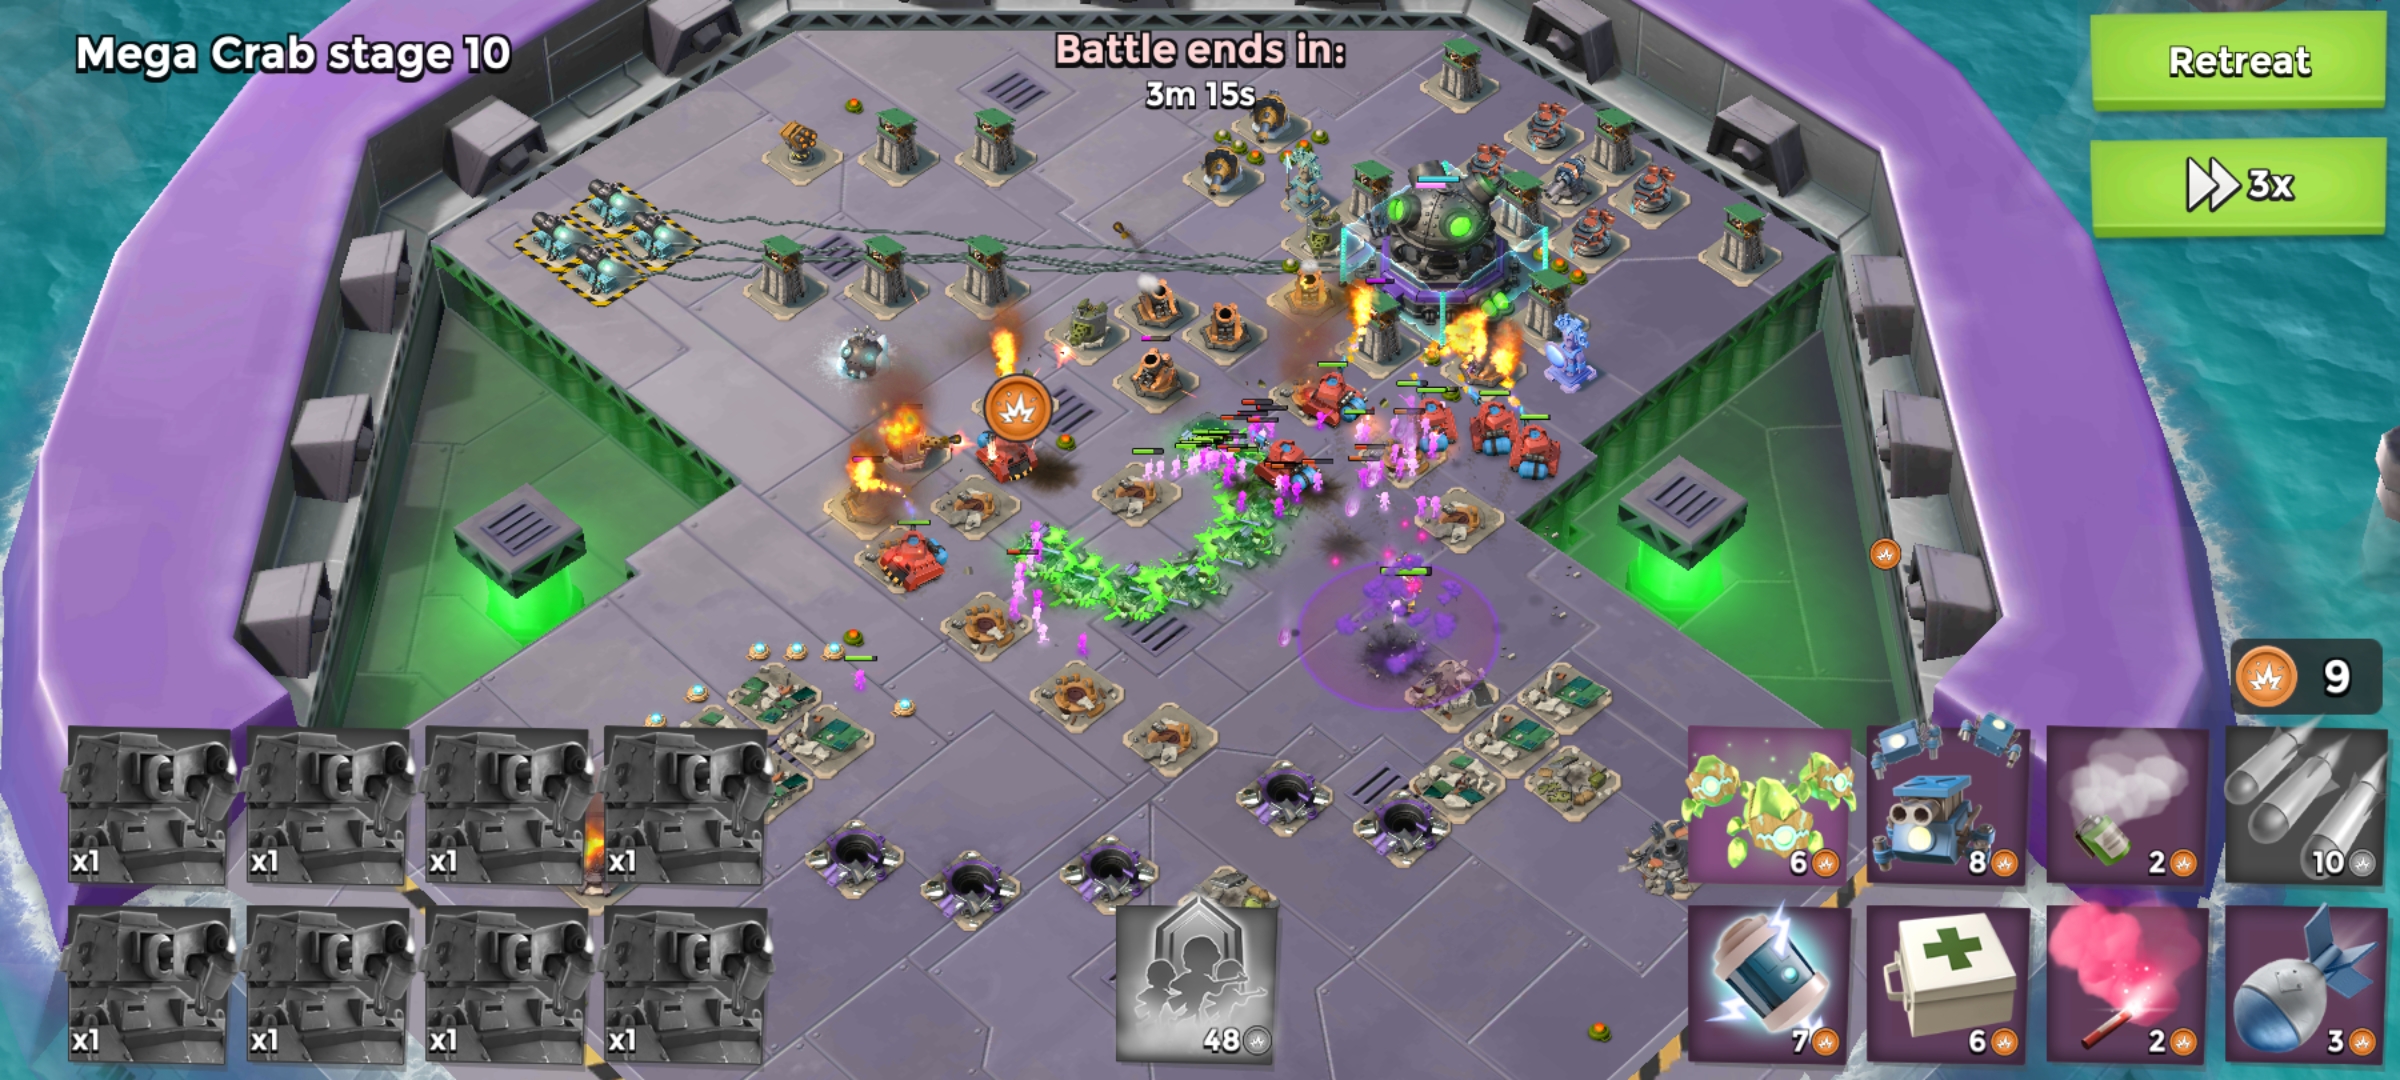 Mega Crab stage 10
Battle ends in:
3m 15s
Retreat
3x
9
x1
x1
x1
x1
6
8
2
10
x1
x1
x1
x1
48
7
6
2
3